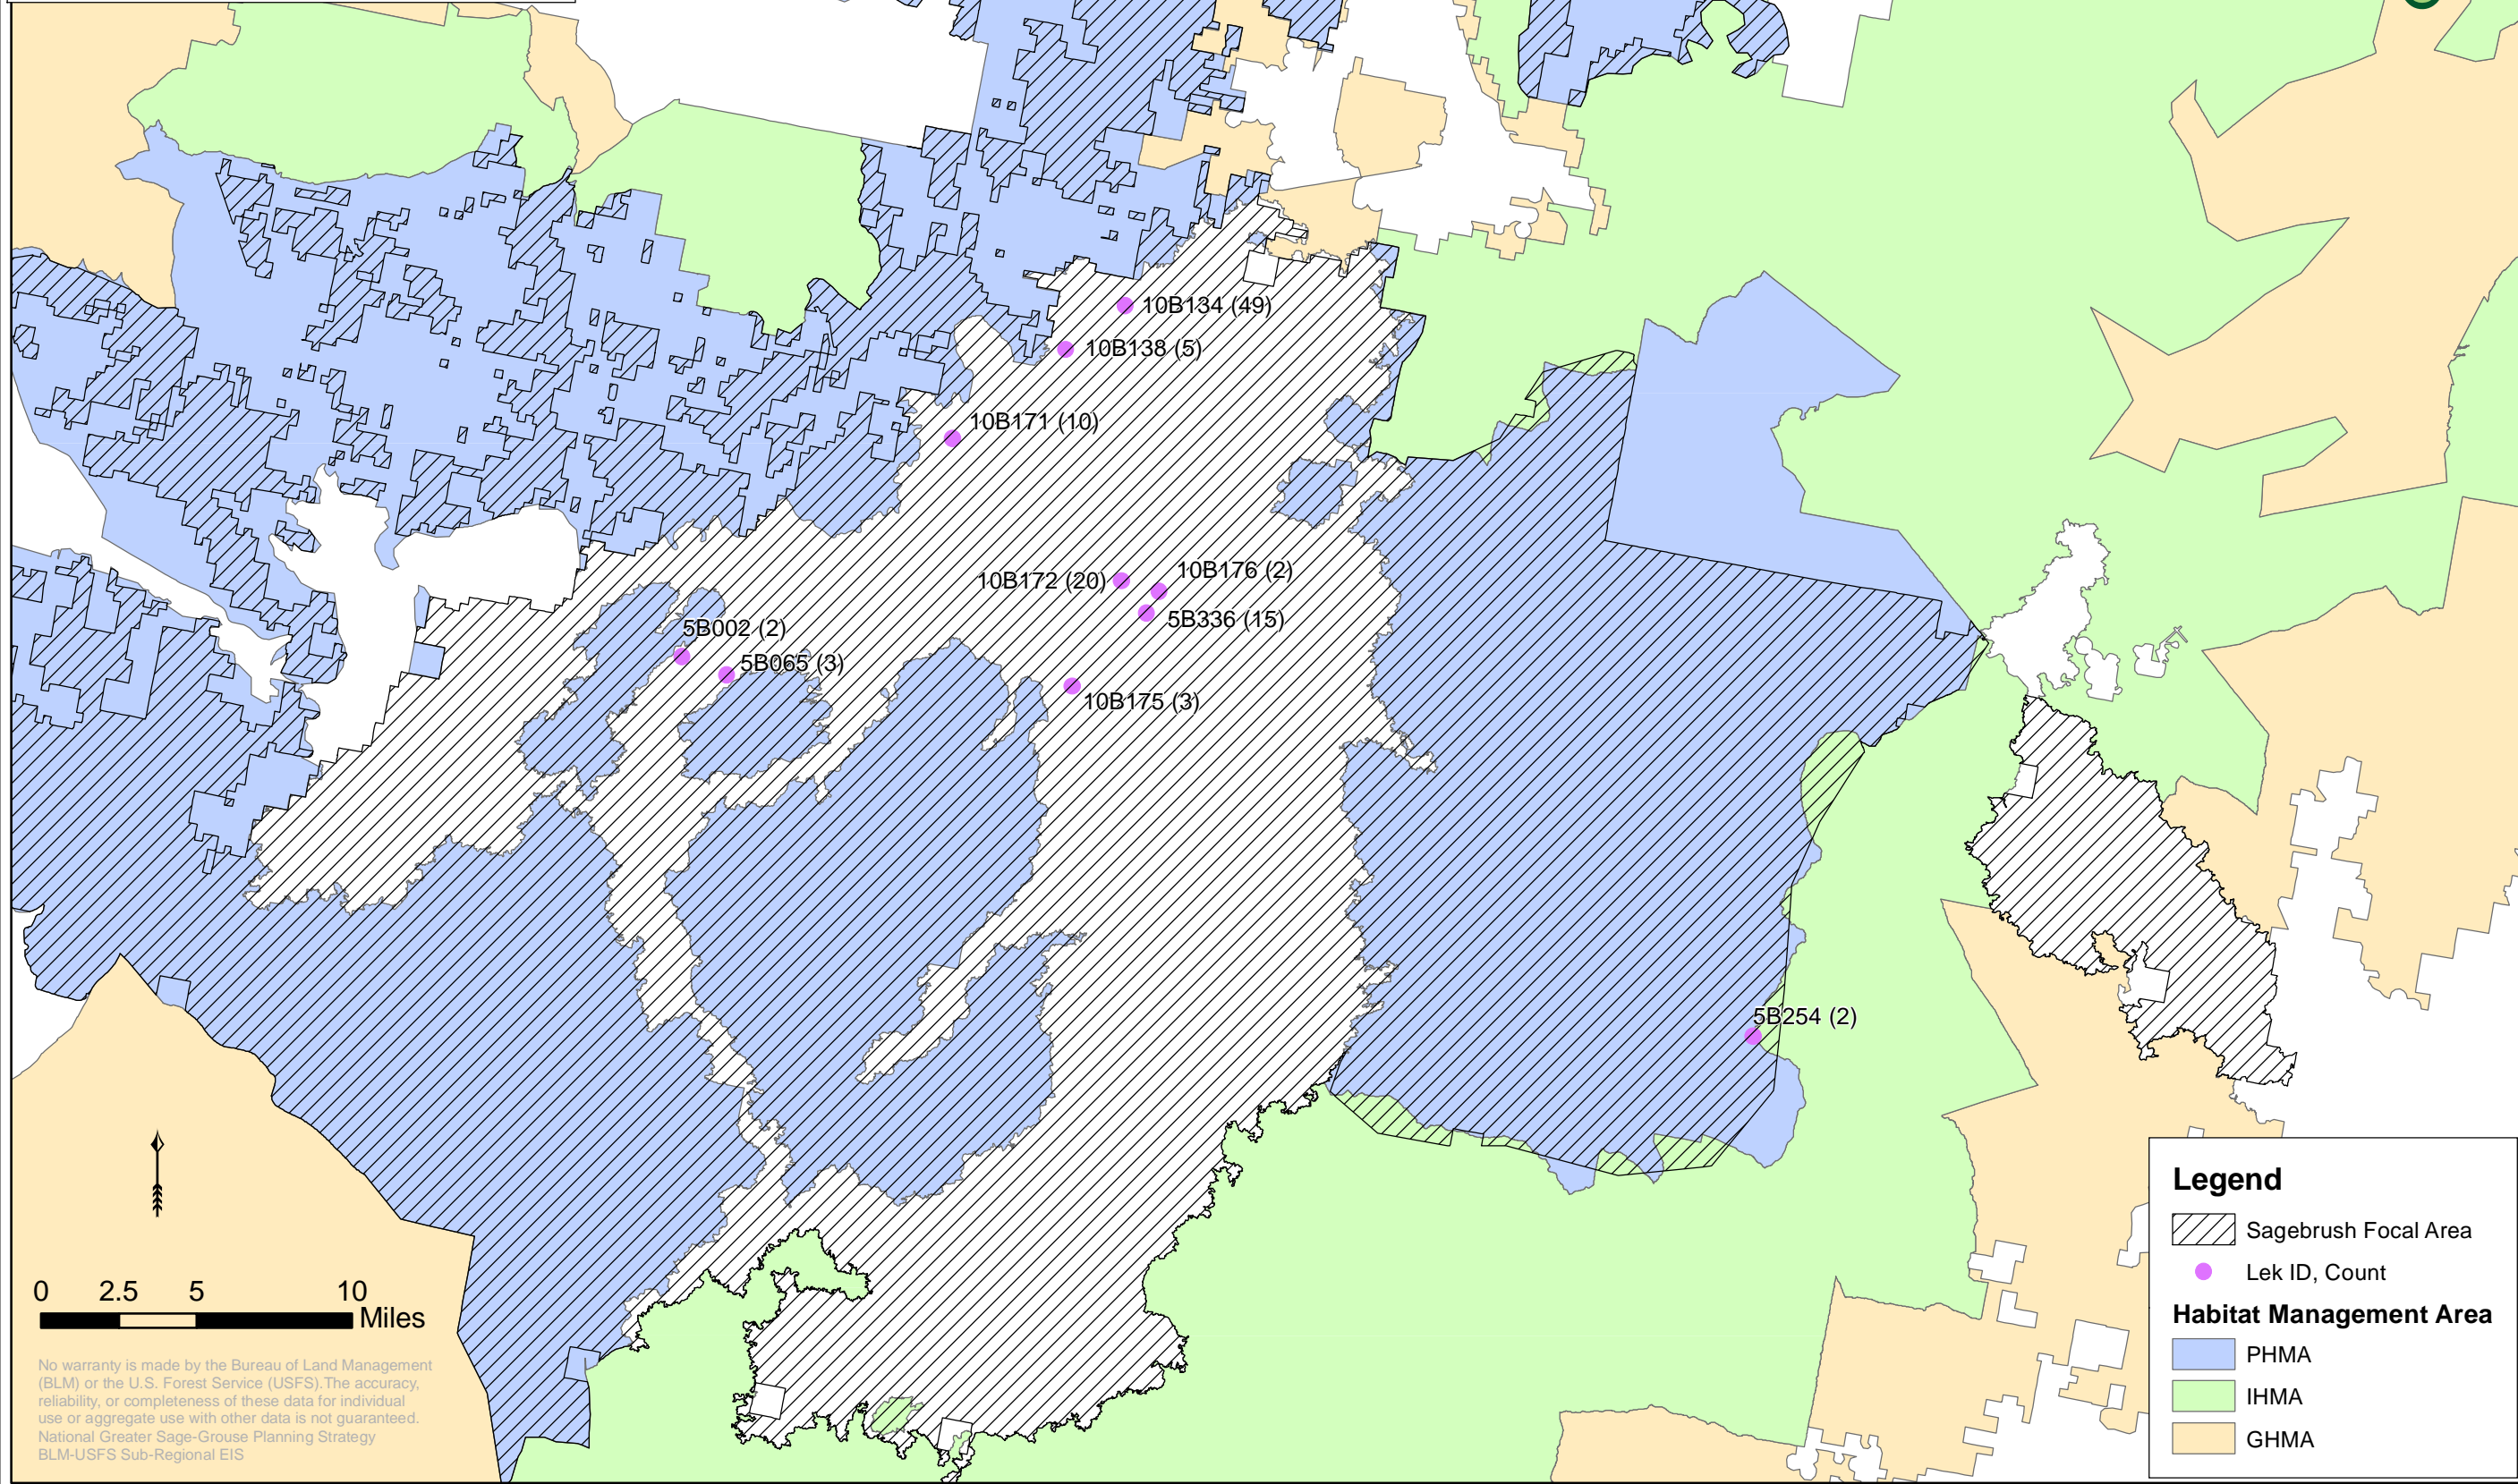 10B134 (49)
10B138 (5)
10B171 (10)
10B172 (20)
10B176 (2)
5B336 (15)
5B002 (2)
5B065 (3)
10B175 (3)
5B254 (2)
0 2.5 5 10
Miles
No warranty is made by the Bureau of Land Management
(BLM) or the U.S. Forest Service (USFS).The accuracy,
reliability, or completeness of these data for individual
use or aggregate use with other data is not guaranteed.
National Greater Sage-Grouse Planning Strategy
BLM-USFS Sub-Regional EIS
Legend
Sagebrush Focal Area
Lek ID, Count
Habitat Management Area
PHMA
IHMA
GHMA